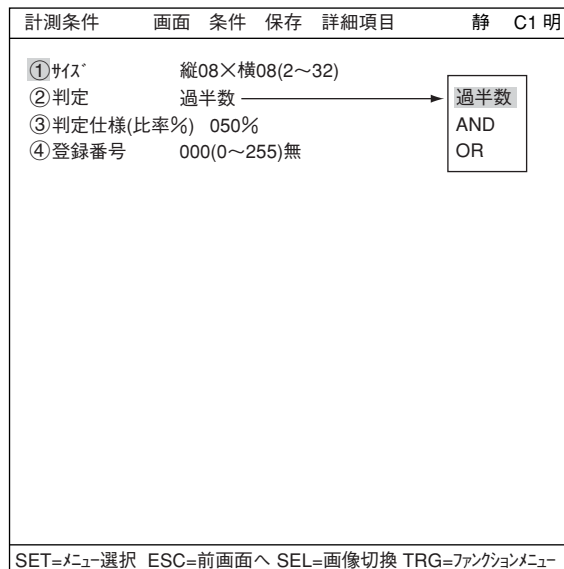 計測条件 画面 条件 保存 詳細項目 静 C1 明
①ｻｲｽﾞ 縦08×横08(2～32)
②判定 過半数
③判定仕様(比率%) 050%
④登録番号 000(0～255)無
過半数
AND
OR
SET=ﾒﾆｭｰ選択 ESC=前画面へ SEL=画像切換 TRG=ﾌｧﾝｸｼｮﾝﾒﾆｭｰ